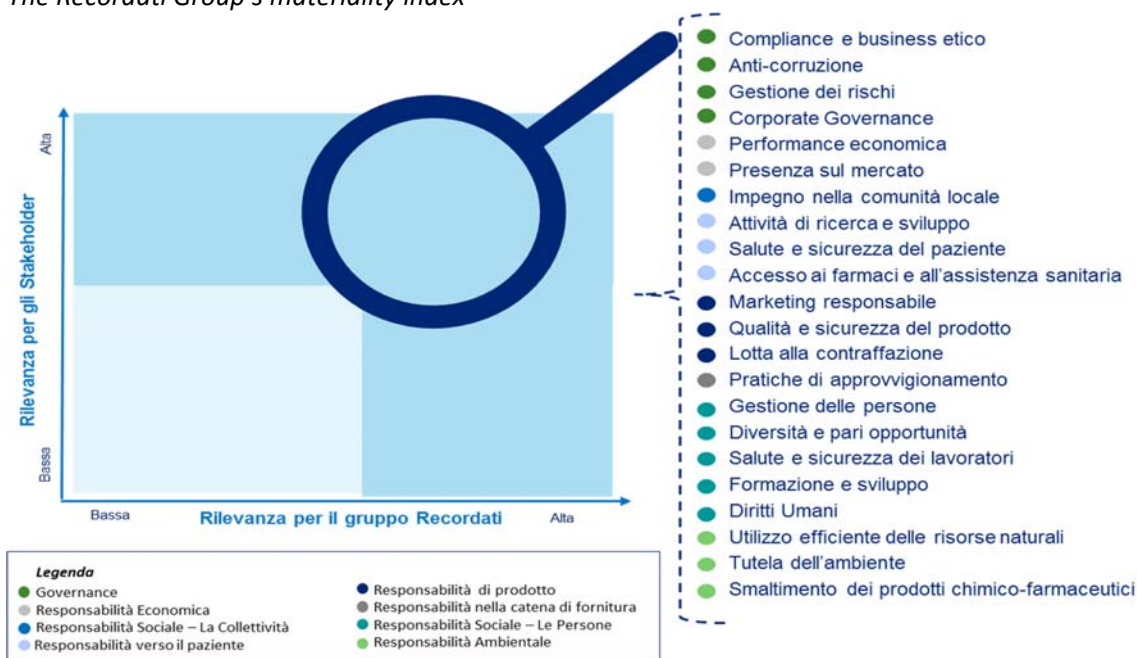 The Recordati Group's materiality index
Alta
Rilevanza per gli Stakeholder
Bassa
Bassa
Rilevanza per il gruppo Recordati
Alta
Compliance e business etico
Anti-corruzione
Gestione dei rischi
Corporate Governance
Performance economica
Presenza sul mercato
Impegno nella comunità locale
Attività di ricerca e sviluppo
Salute e sicurezza del paziente
Accesso ai farmaci e all'assistenza sanitaria
Marketing responsabile
Qualità e sicurezza del prodotto
Lotta alla contraffazione
Pratiche di approvvigionamento
Gestione delle persone
Diversità e pari opportunità
Salute e sicurezza dei lavoratori
Formazione e sviluppo
Diritti Umani
Utilizzo efficiente delle risorse naturali
Tutela dell'ambiente
Smaltimento dei prodotti chimico-farmaceutici
Legenda
Governance
Responsabilità Economica
Responsabilità Sociale – La Collettività
Responsabilità verso il paziente
Responsabilità di prodotto
Responsabilità nella catena di fornitura
Responsabilità Sociale – Le Persone
Responsabilità Ambientale